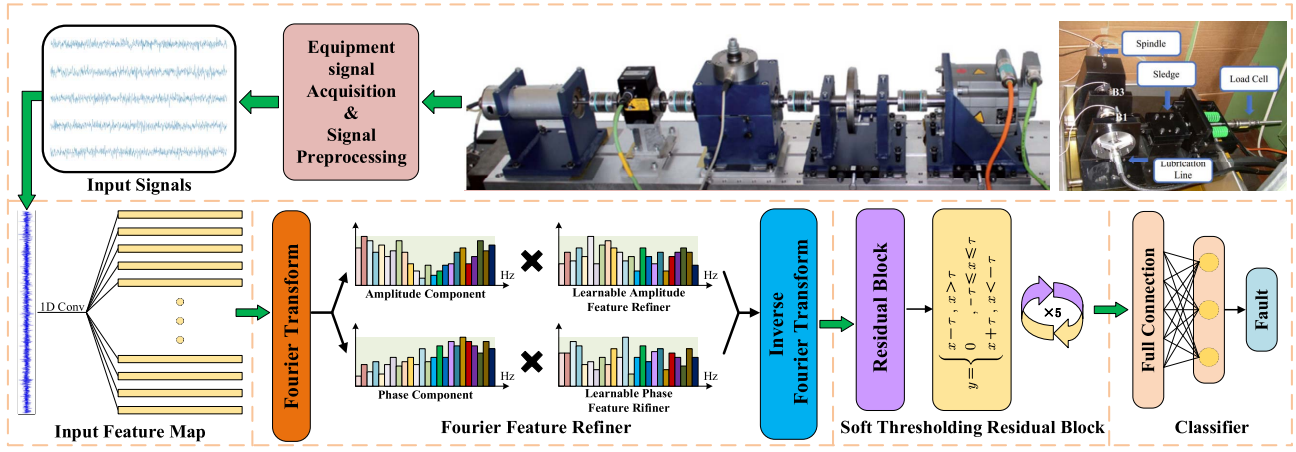 Equipment
signal
Acquisition
&
Signal
Preprocessing
Input Signals
Spindle
Sledge
Load Cell
B3
B1
Lubrication
Line
1D Conv
Input Feature Map
Fourier Transform
Hz
Amplitude Component
Hz
Learnable Amplitude
Feature Refiner
Hz
Phase Component
Hz
Learnable Phase
Feature Rifiner
Fourier Feature Refiner
Inverse
Fourier Transform
Residual Block
y = { x − τ , x > τ
0 , −τ ≤ x ≤ τ
x + τ , x < −τ
×5
Soft Thresholding Residual Block
Full Connection
Fault
Classifier